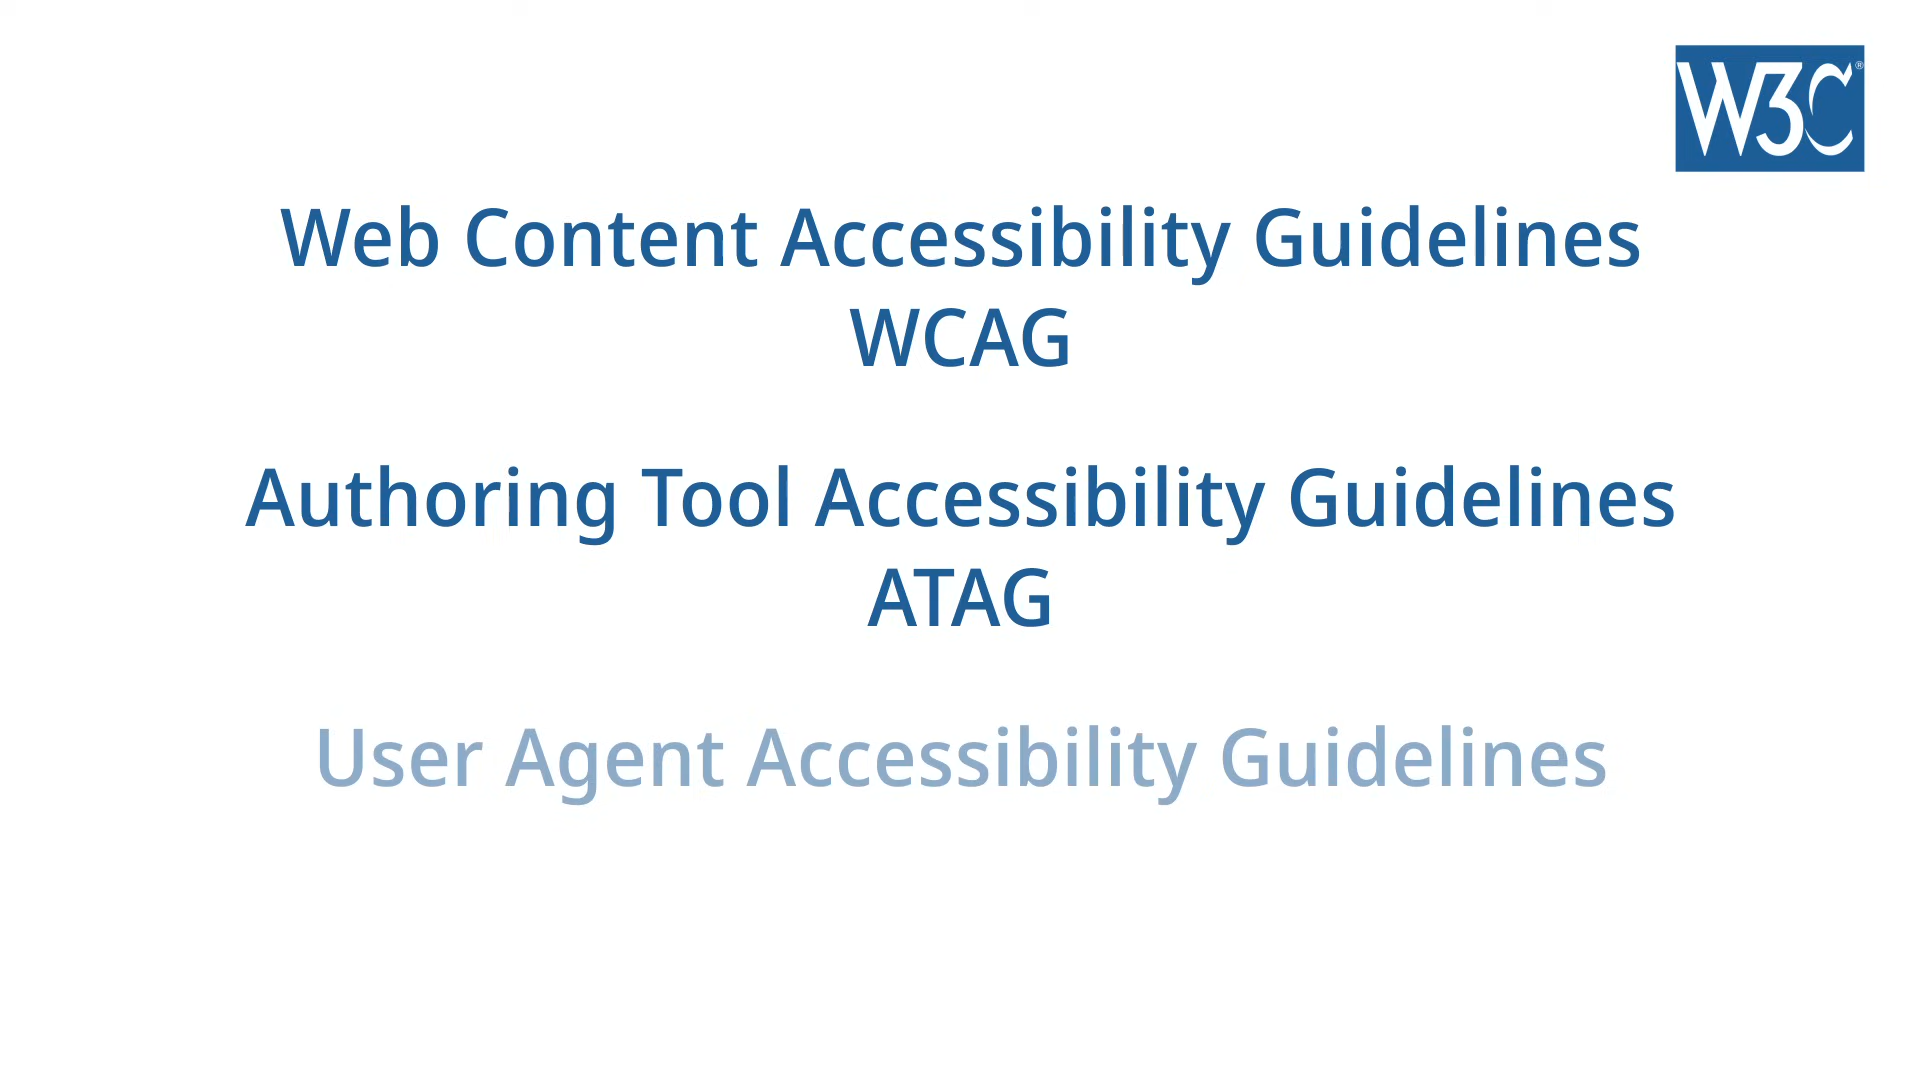 W3C®
Web Content Accessibility Guidelines
WCAG
Authoring Tool Accessibility Guidelines
ATAG
User Agent Accessibility Guidelines